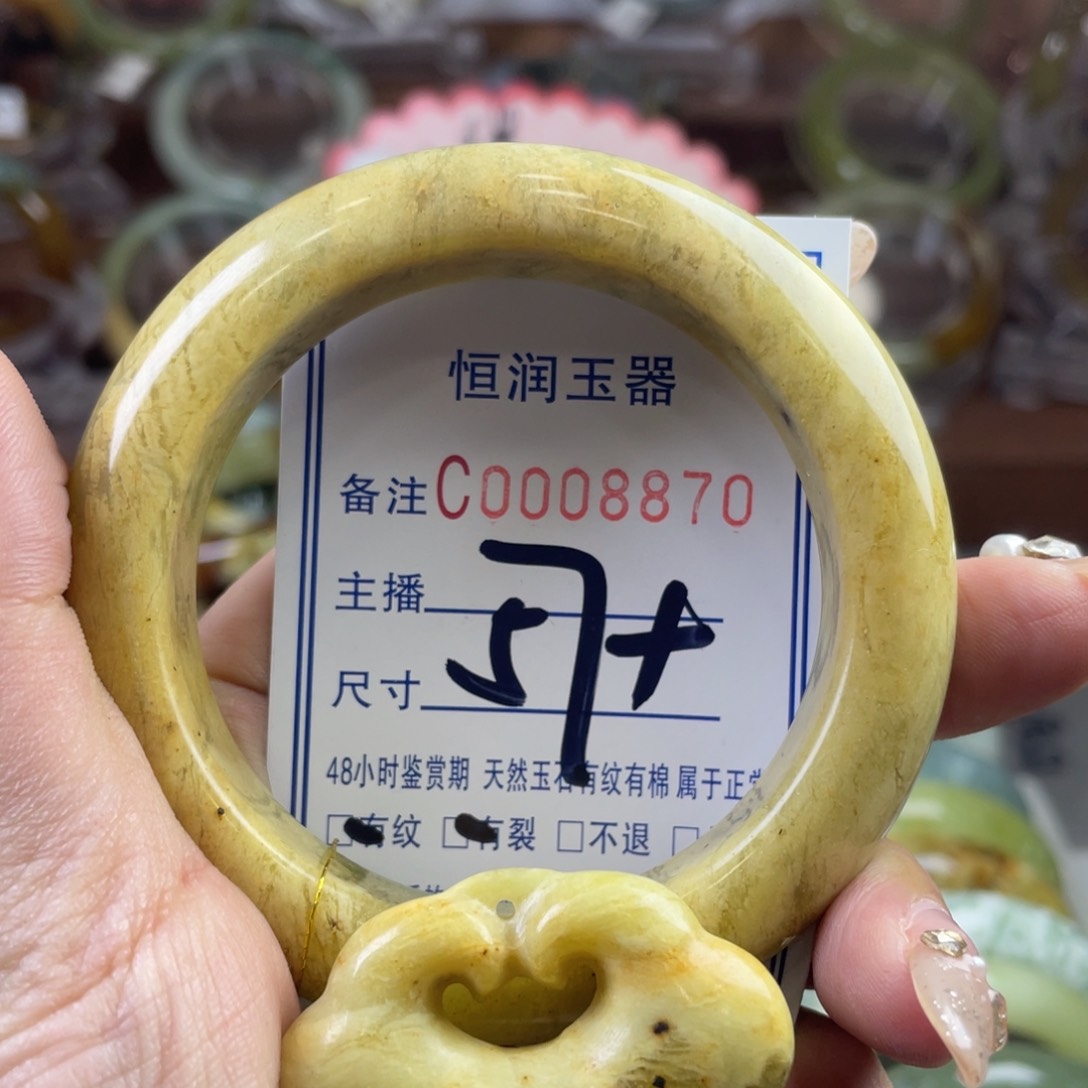 恒润玉器
备注C0008870
主播
57+
尺寸
48小时鉴赏期 天然玉石有纹有棉 属于正常
□有纹 □有裂 □不退 □